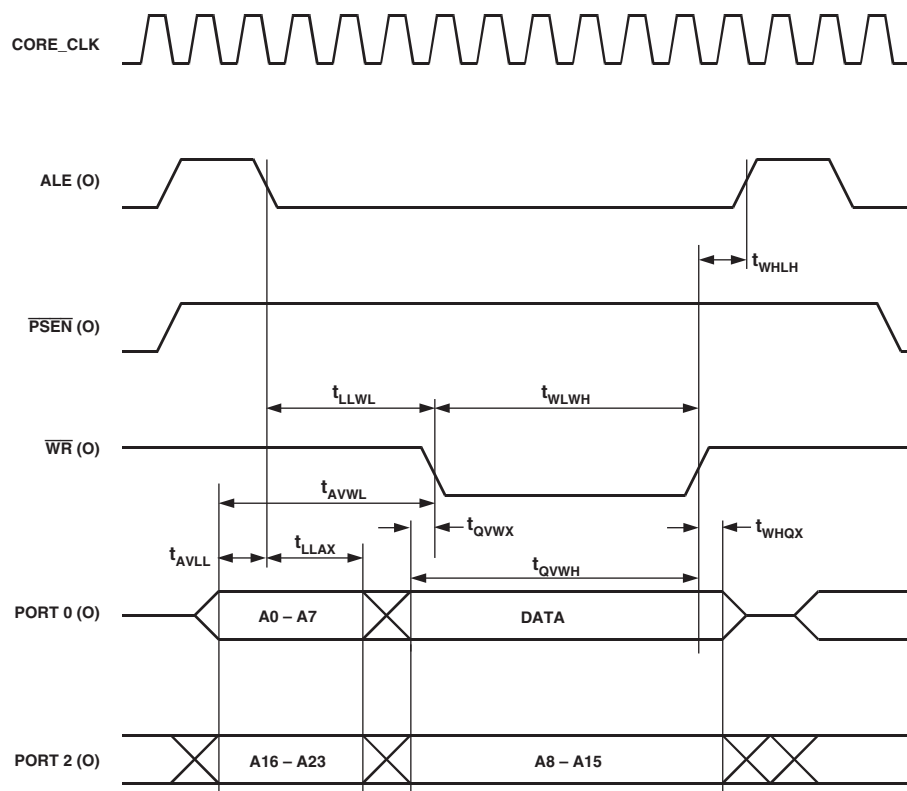 CORE_CLK
ALE (O)
tWHLH
PSEN (O)
tLLWL
tWLWH
WR (O)
tAVWL
tQVWX
tWHQX
tAVLL
tLLAX
tQVWH
PORT 0 (O)
A0 – A7
DATA
PORT 2 (O)
A16 – A23
A8 – A15